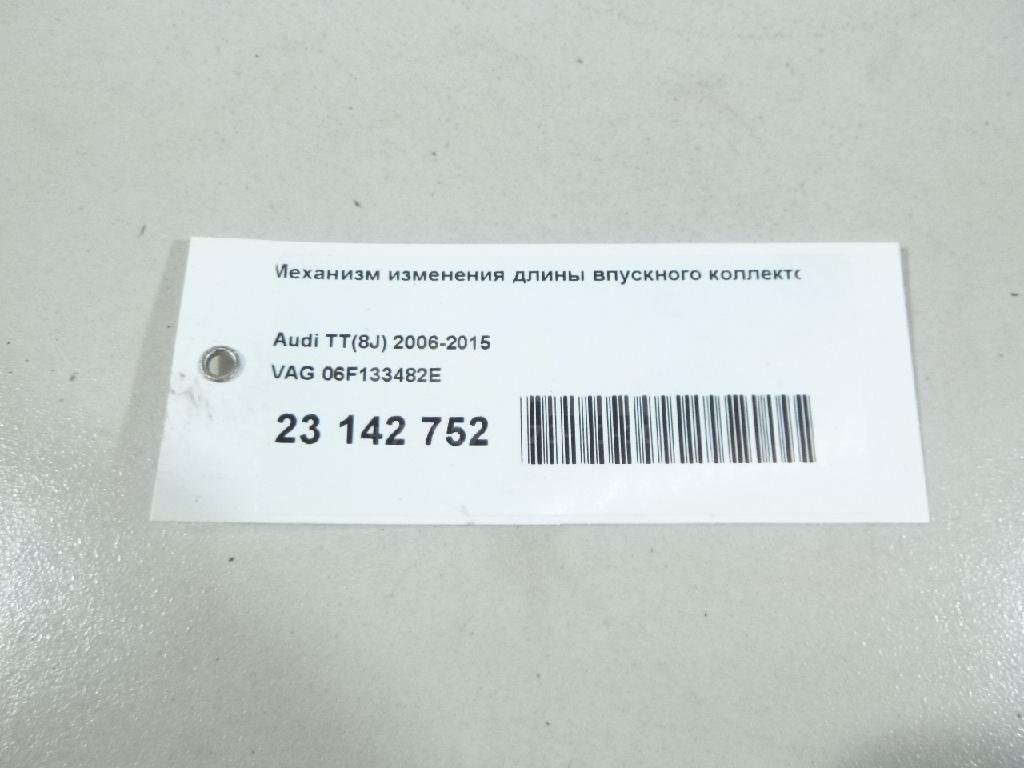 Механизм изменения длины впускного коллекто
Audi TT(8J) 2006-2015
VAG 06F133482E
23 142 752